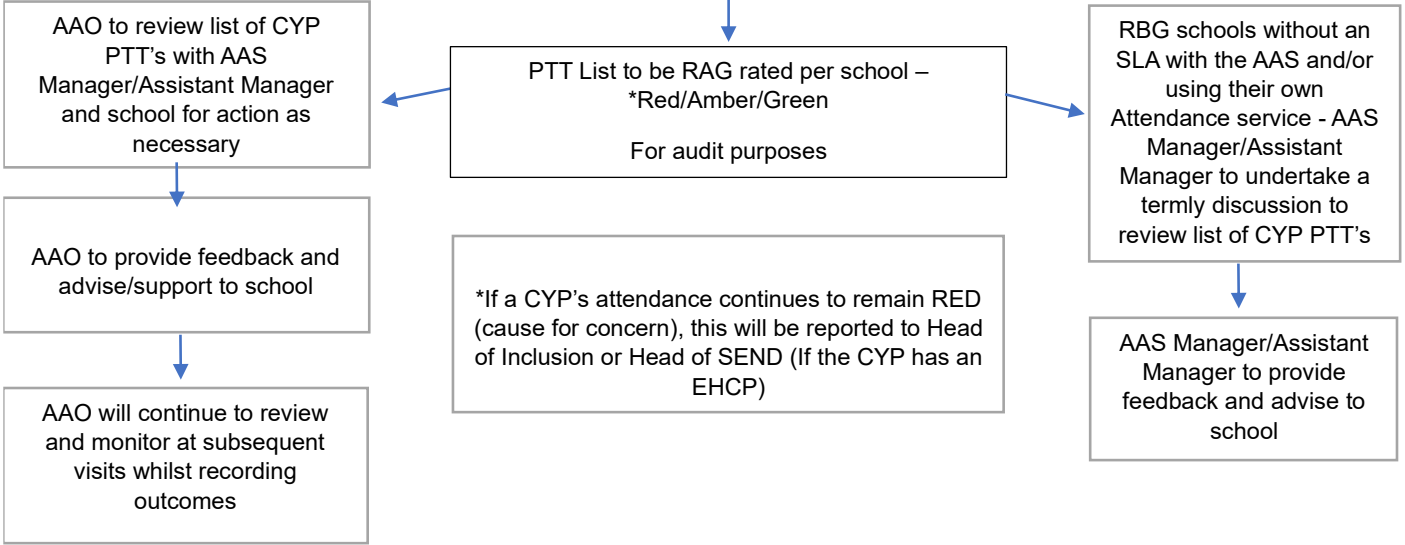 AAO to review list of CYP
PTT's with AAS
Manager/Assistant Manager
and school for action as
necessary
AAO to provide feedback and
advise/support to school
AAO will continue to review
and monitor at subsequent
visits whilst recording
outcomes
PTT List to be RAG rated per school –
*Red/Amber/Green
For audit purposes
*If a CYP's attendance continues to remain RED
(cause for concern), this will be reported to Head
of Inclusion or Head of SEND (If the CYP has an
EHCP)
RBG schools without an
SLA with the AAS and/or
using their own
Attendance service - AAS
Manager/Assistant
Manager to undertake a
termly discussion to
review list of CYP PTT's
AAS Manager/Assistant
Manager to provide
feedback and advise to
school